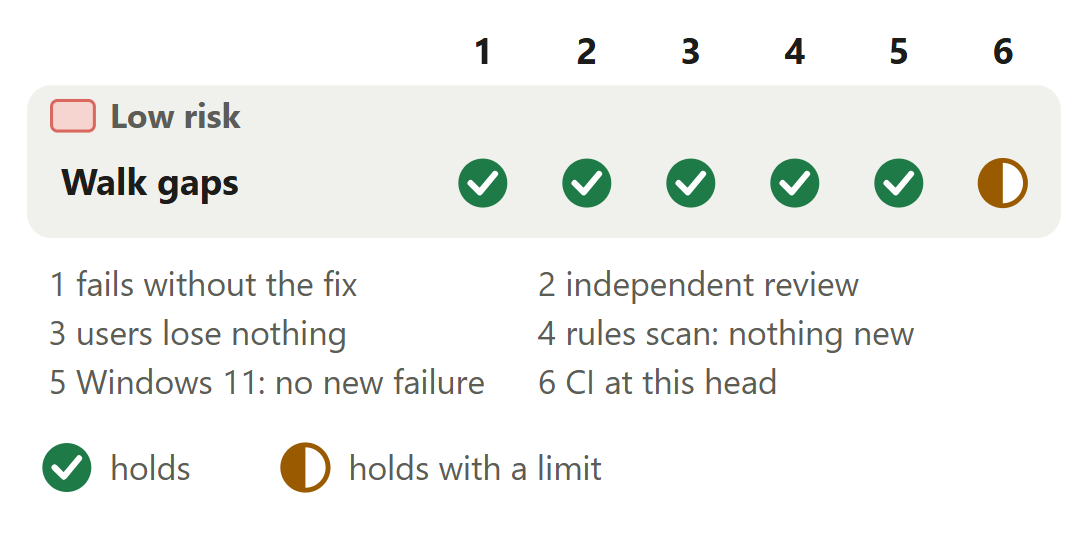 1 2 3 4 5 6
Low risk
Walk gaps
1 fails without the fix 2 independent review
3 users lose nothing 4 rules scan: nothing new
5 Windows 11: no new failure 6 CI at this head
holds holds with a limit